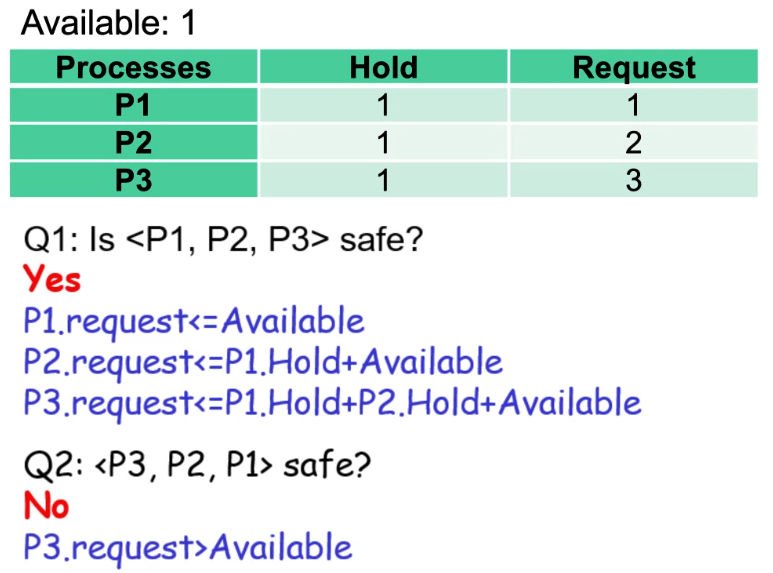 Available: 1
Processes Hold Request
P1 1 1
P2 1 2
P3 1 3
Q1: Is <P1, P2, P3> safe?
Yes
P1.request<=Available
P2.request<=P1.Hold+Available
P3.request<=P1.Hold+P2.Hold+Available
Q2: <P3, P2, P1> safe?
No
P3.request>Available